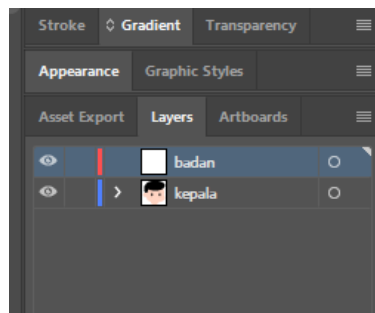 Stroke Gradient Transparency
Appearance Graphic Styles
Asset Export Layers Artboards
badan
kepala